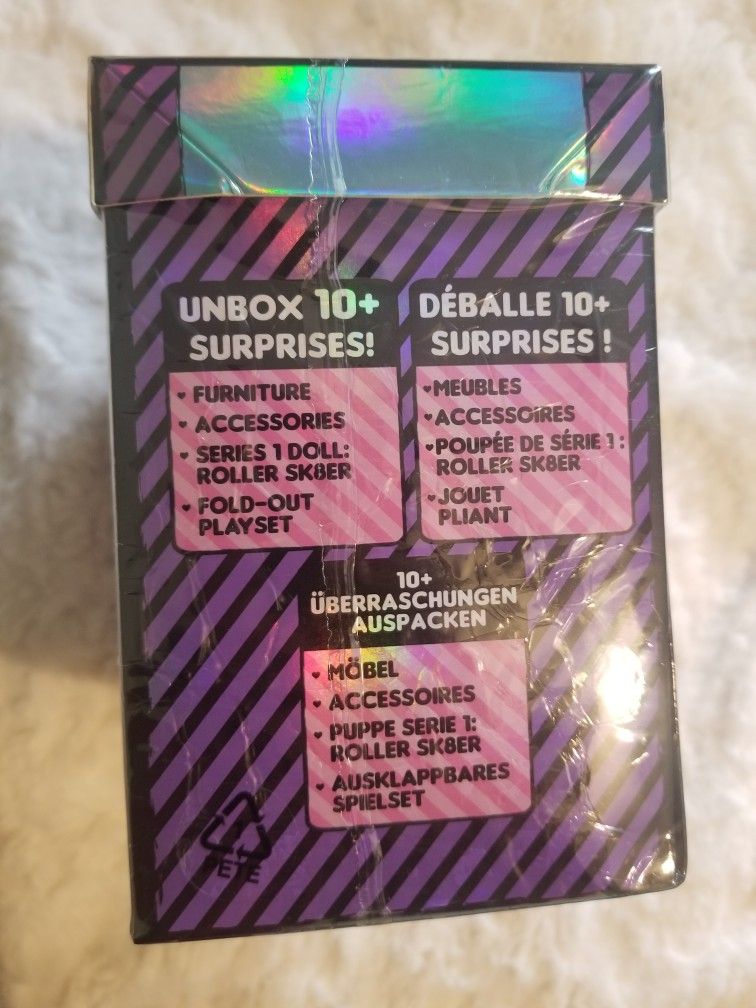 UNBOX 10+
SURPRISES!
• FURNITURE
• ACCESSORIES
• SERIES 1 DOLL:
ROLLER SK8ER
• FOLD-OUT
PLAYSET
DÉBALLE 10+
SURPRISES !
• MEUBLES
• ACCESSOIRES
• POUPÉE DE SÉRIE 1 :
ROLLER SK8ER
• JOUET
PLIANT
10+
ÜBERRASCHUNGEN
AUSPACKEN
• MÖBEL
• ACCESSOIRES
• PUPPE SERIE 1:
ROLLER SK8ER
• AUSKLAPPBARES
SPIELSET
1
PETE